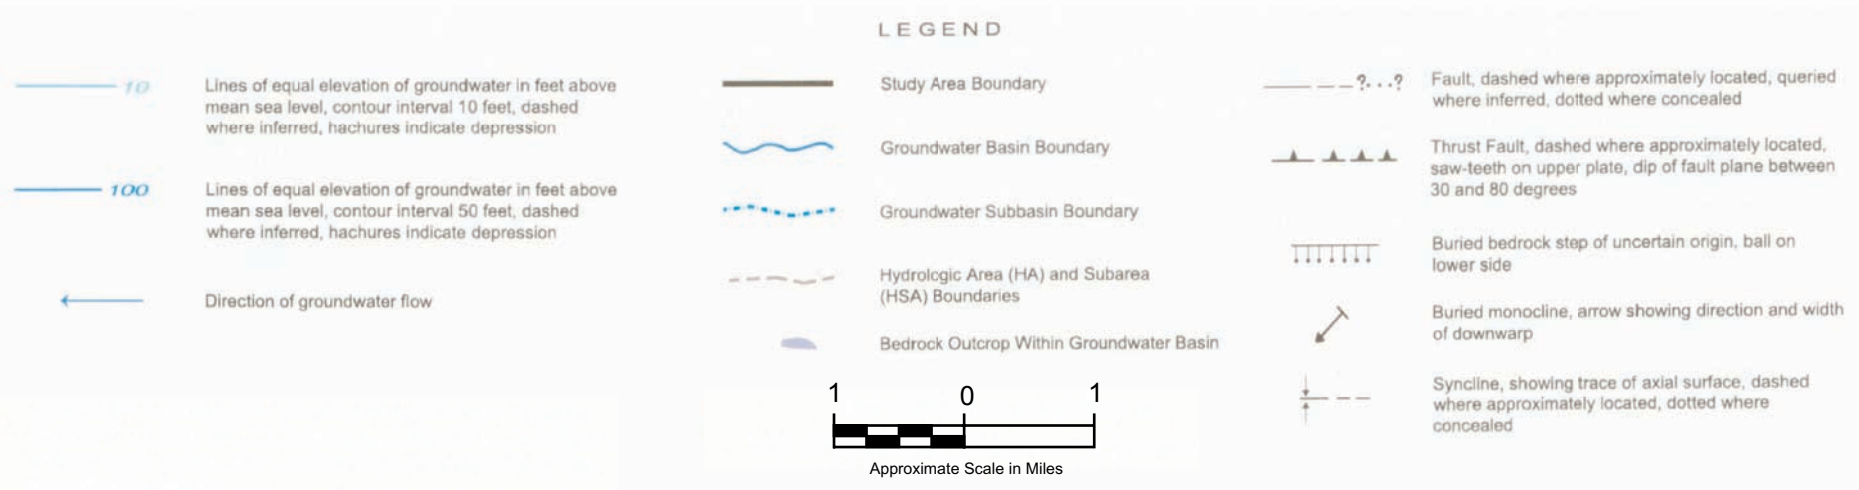 LEGEND
10
Lines of equal elevation of groundwater in feet above
mean sea level, contour interval 10 feet, dashed
where inferred, hachures indicate depression
100
Lines of equal elevation of groundwater in feet above
mean sea level, contour interval 50 feet, dashed
where inferred, hachures indicate depression
Direction of groundwater flow
Study Area Boundary
Groundwater Basin Boundary
Groundwater Subbasin Boundary
Hydrologic Area (HA) and Subarea
(HSA) Boundaries
Bedrock Outcrop Within Groundwater Basin
1 0 1
Approximate Scale in Miles
?...?
Fault, dashed where approximately located, queried
where inferred, dotted where concealed
Thrust Fault, dashed where approximately located,
saw-teeth on upper plate, dip of fault plane between
30 and 80 degrees
Buried bedrock step of uncertain origin, ball on
lower side
Buried monocline, arrow showing direction and width
of downwarp
Syncline, showing trace of axial surface, dashed
where approximately located, dotted where
concealed